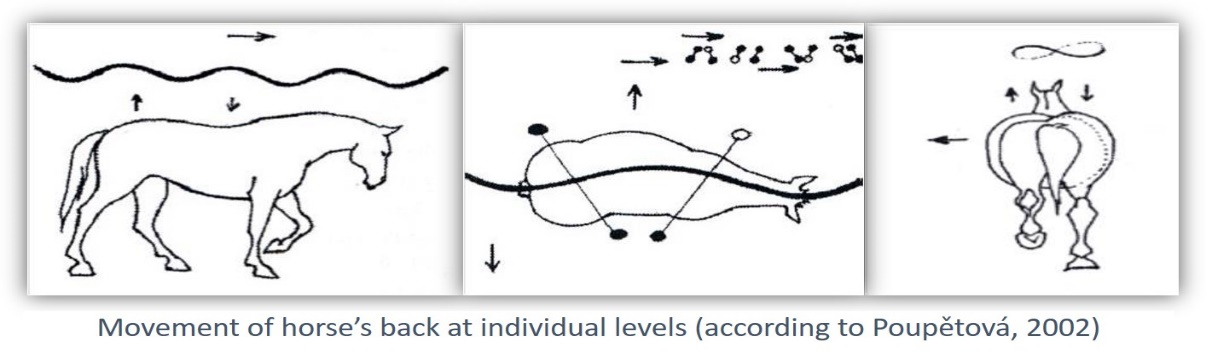 Movement of horse's back at individual levels (according to Poupětová, 2002)